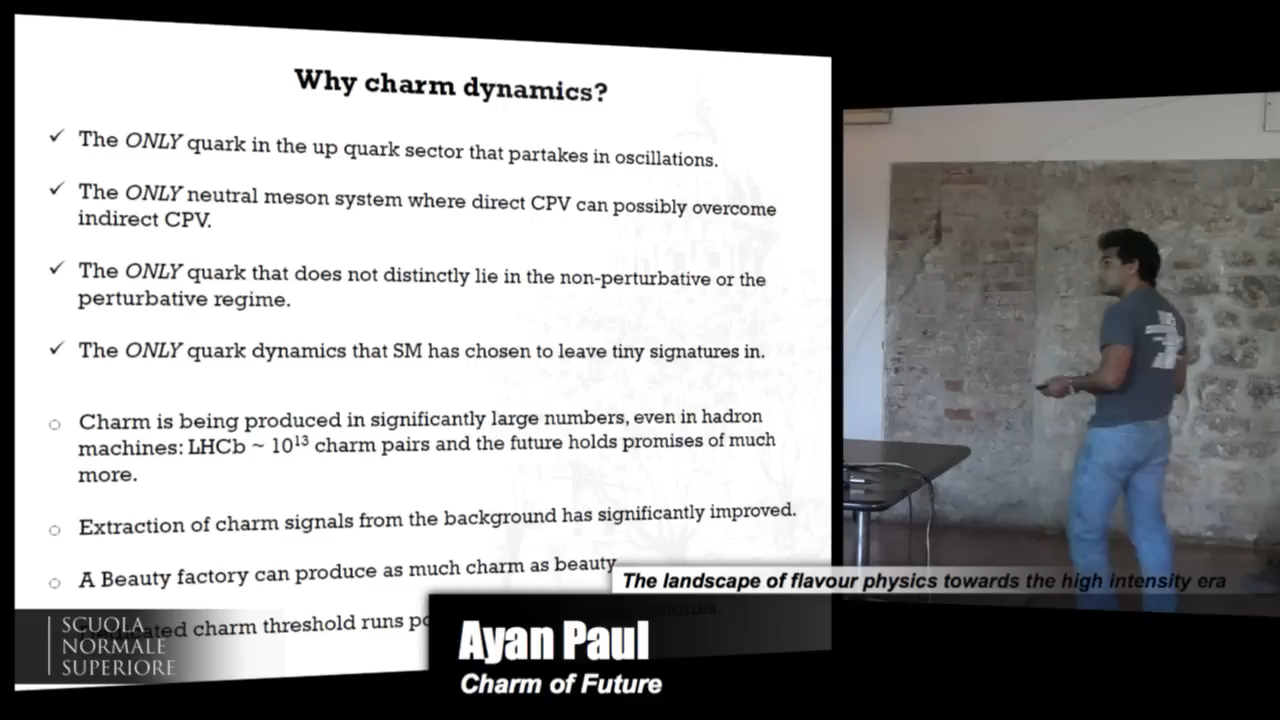 Why charm dynamics?
The ONLY quark in the up quark sector that partakes in oscillations.
The ONLY neutral meson system where direct CPV can possibly overcome
indirect CPV.
The ONLY quark that does not distinctly lie in the non-perturbative or the
perturbative regime.
The ONLY quark dynamics that SM has chosen to leave tiny signatures in.
Charm is being produced in significantly large numbers, even in hadron
machines: LHCb ~ 10¹³ charm pairs and the future holds promises of much
more.
Extraction of charm signals from the background has significantly improved.
A Beauty factory can produce as much charm as beauty
charm threshold runs
SCUOLA
NORMALE
SUPERIORE
The landscape of flavour physics towards the high intensity era
Ayan Paul
Charm of Future